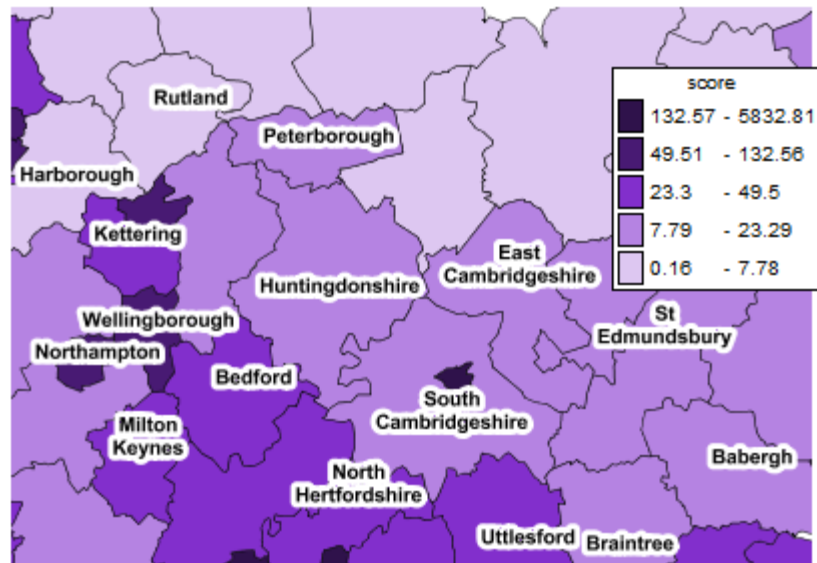 score
132.57 - 5832.81
49.51 - 132.56
23.3 - 49.5
7.79 - 23.29
0.16 - 7.78
Rutland
Peterborough
Harborough
Kettering
East
Cambridgeshire
Huntingdonshire
Wellingborough
St
Edmundsbury
Northampton
Bedford
South
Cambridgeshire
Milton
Keynes
Babergh
North
Hertfordshire
Uttlesford
Braintree